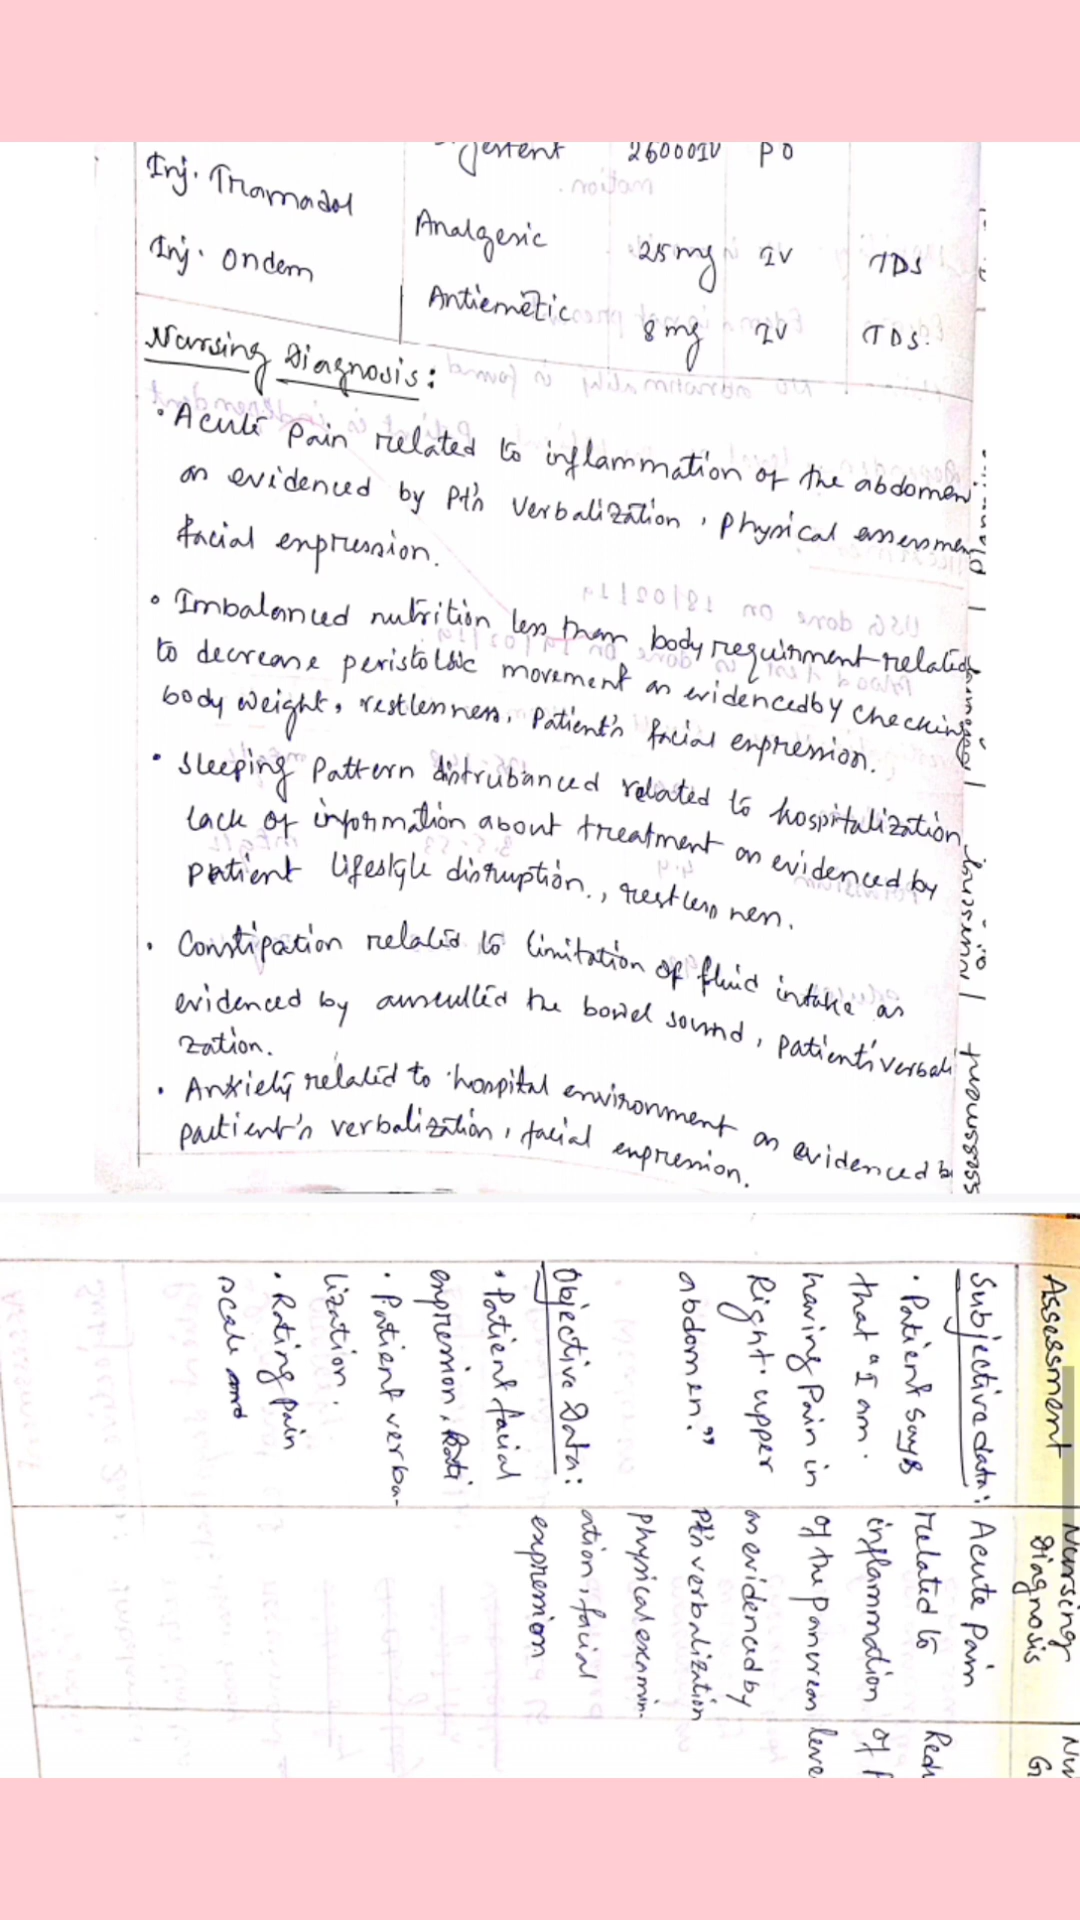 26000IU PO
Inj. Tramadol Analgesic 25mg IV TDS
Inj. Ondem Antiemetic 8mg IV TDS.
Nursing Diagnosis:
• Acute Pain related to inflammation of the abdomen
as evidenced by Pt's Verbalization, Physical assessmen
facial expression.
• Imbalanced nutrition less than body requirment related
to decrease peristoltic movement as evidencedby Checking
body weight, restlessness, Patient's facial expression.
• Sleeping Pattern distrubanced related to hospitalization,
lack of information about treatment as evidenced by
patient lifestyle disruption., restlessness.
• Constipation related to limitation of fluid intake as
evidenced by ausculted the bowel sound, patient's verbali
zation.
• Anxiety related to hospital environment as evidenced b
patient's verbalization, facial expression.
Assessment
Subjective data:
• Patient says
that "I am
having Pain in
Right upper
abdomen."
Objective Data:
• Patient facial
expression,
• Patient verba-
lization.
• Rating pain
scale
Nursing
Diagnosis
Acute Pain
related to
inflammation
of the pancreas
as evidenced by
Pt's verbalization
physical examin-
ation, facial
expression
of
leve